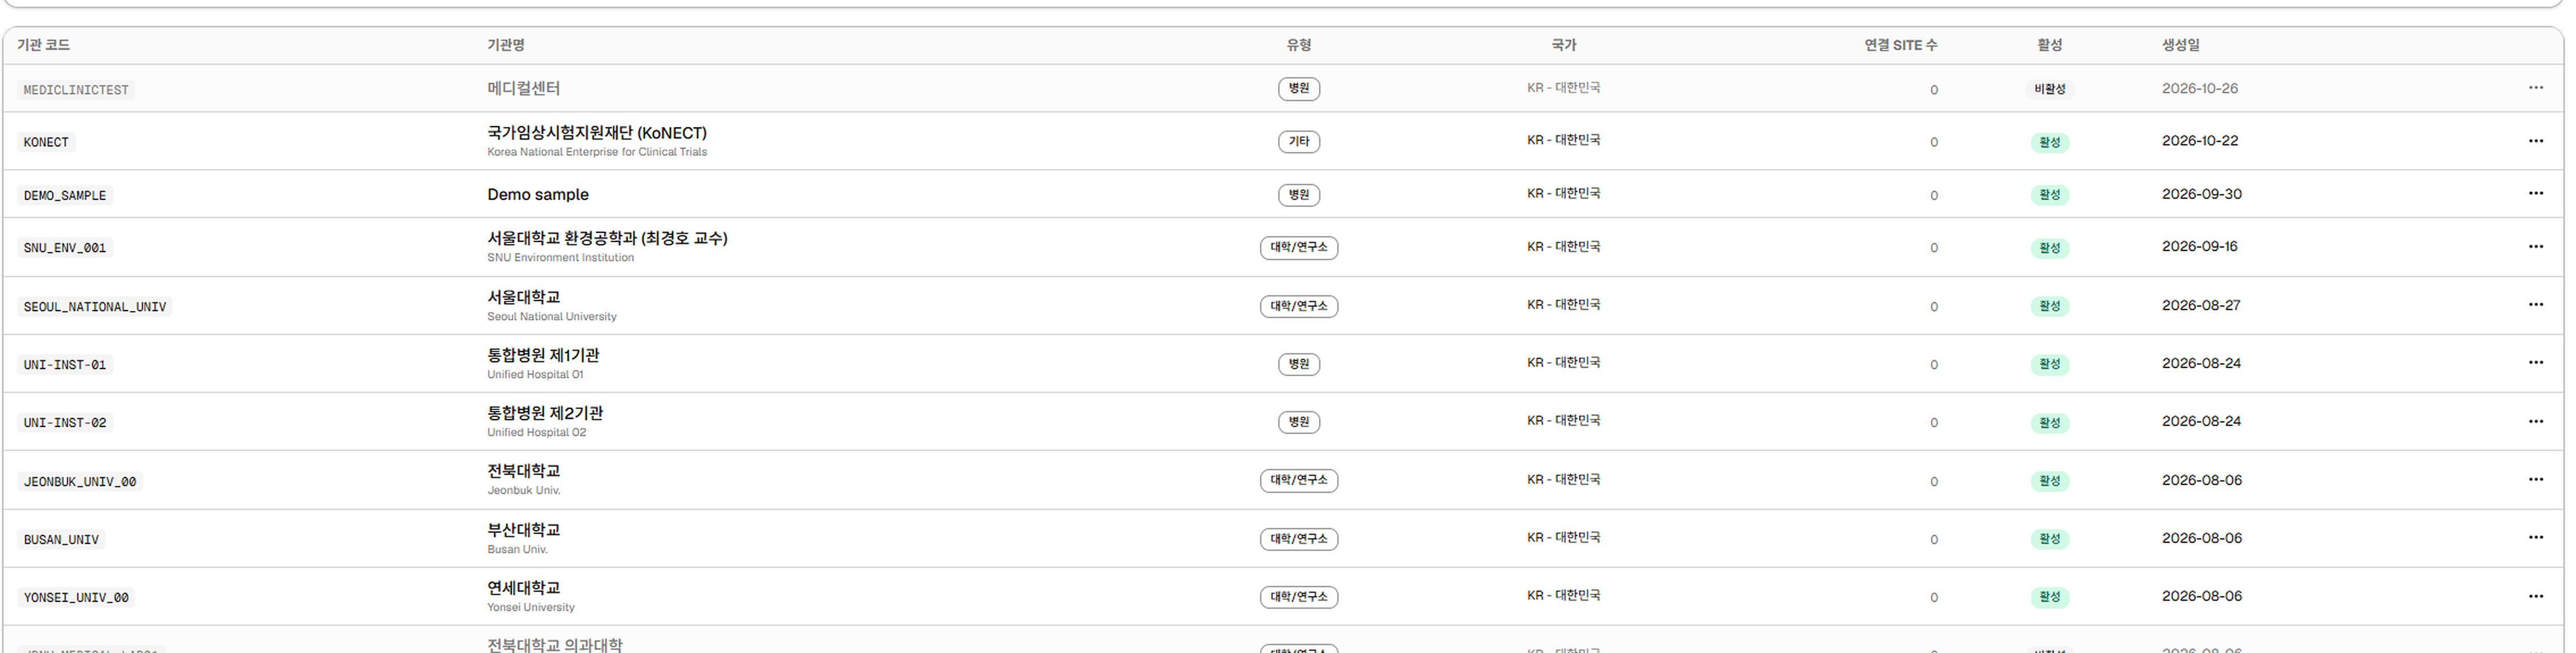 기관 코드 기관명 유형 국가 연결 SITE 수 활성 생성일
MEDICLINICTEST 메디컬센터 병원 KR - 대한민국 0 비활성 2026-10-26 ···
KONECT 국가임상시험지원재단 (KoNECT) 기타 KR - 대한민국 0 활성 2026-10-22 ···
Korea National Enterprise for Clinical Trials
DEMO_SAMPLE Demo sample 병원 KR - 대한민국 0 활성 2026-09-30 ···
SNU_ENV_001 서울대학교 환경공학과 (최경호 교수) 대학/연구소 KR - 대한민국 0 활성 2026-09-16 ···
SNU Environment Institution
SEOUL_NATIONAL_UNIV 서울대학교 대학/연구소 KR - 대한민국 0 활성 2026-08-27 ···
Seoul National University
UNI-INST-01 통합병원 제1기관 병원 KR - 대한민국 0 활성 2026-08-24 ···
Unified Hospital 01
UNI-INST-02 통합병원 제2기관 병원 KR - 대한민국 0 활성 2026-08-24 ···
Unified Hospital 02
JEONBUK_UNIV_00 전북대학교 대학/연구소 KR - 대한민국 0 활성 2026-08-06 ···
Jeonbuk Univ.
BUSAN_UNIV 부산대학교 대학/연구소 KR - 대한민국 0 활성 2026-08-06 ···
Busan Univ.
YONSEI_UNIV_00 연세대학교 대학/연구소 KR - 대한민국 0 활성 2026-08-06 ···
Yonsei University
전북대학교 의과대학